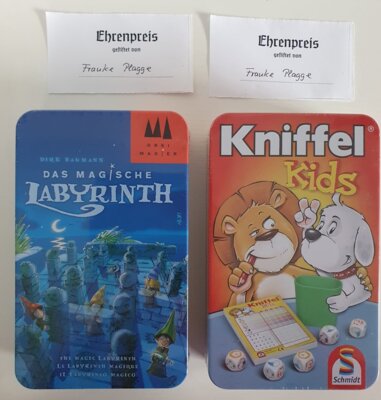 Ehrenpreis
gestiftet von
Frauke Plagge
Ehrenpreis
gestiftet von
Frauke Plagge
DREI
MAGIER
DIRK BAUMANN
DAS MAGISCHE
LABYRINTH
THE MAGIC LABYRINTH
LE LABYRINTHE MAGIQUE
IL LABIRINTO MAGICO
Kniffel®
Kids
Kniffel
Schmidt